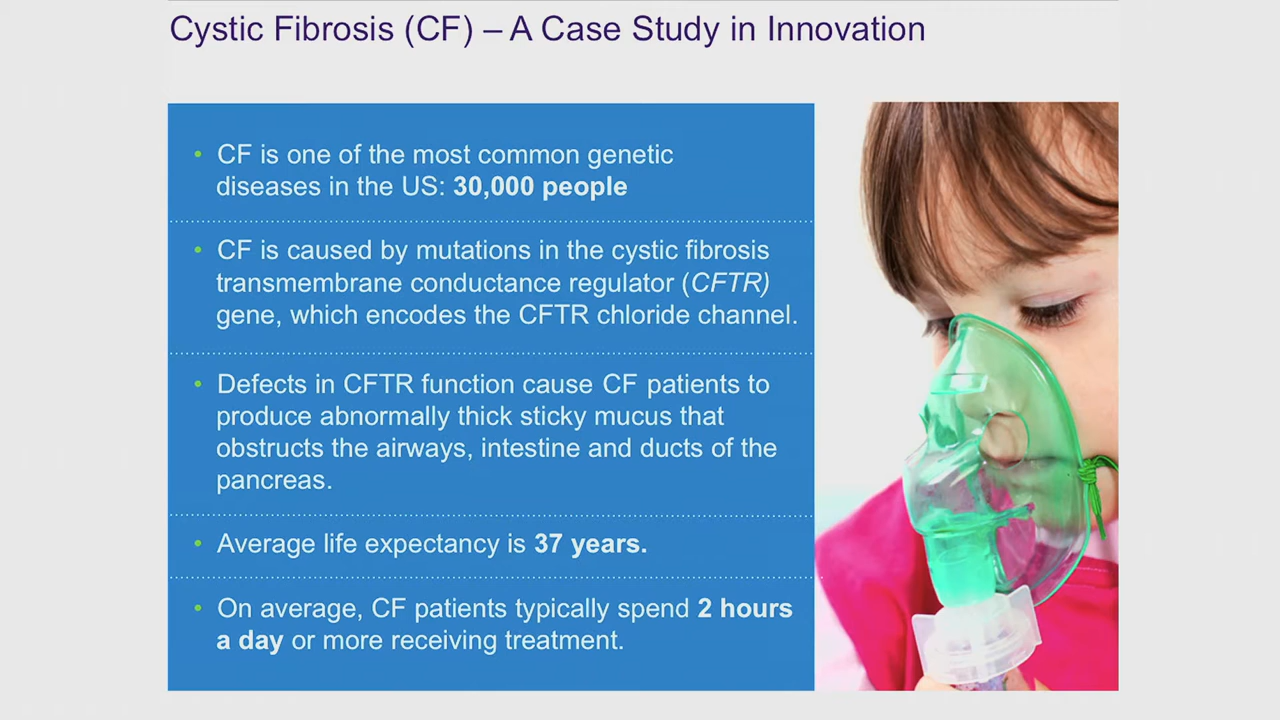 Cystic Fibrosis (CF) – A Case Study in Innovation
• CF is one of the most common genetic
diseases in the US: 30,000 people
• CF is caused by mutations in the cystic fibrosis
transmembrane conductance regulator (CFTR)
gene, which encodes the CFTR chloride channel.
• Defects in CFTR function cause CF patients to
produce abnormally thick sticky mucus that
obstructs the airways, intestine and ducts of the
pancreas.
• Average life expectancy is 37 years.
• On average, CF patients typically spend 2 hours
a day or more receiving treatment.